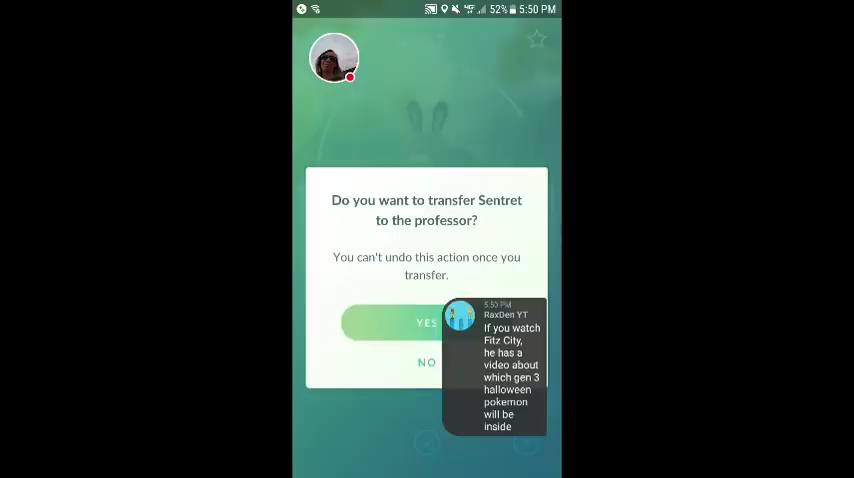 52% 5:50 PM
Do you want to transfer Sentret
to the professor?
You can't undo this action once you
transfer.
YES
NO
5:50 PM
RaxDen YT
If you watch
Fitz City,
he has a
video about
which gen 3
halloween
pokemon
will be
inside